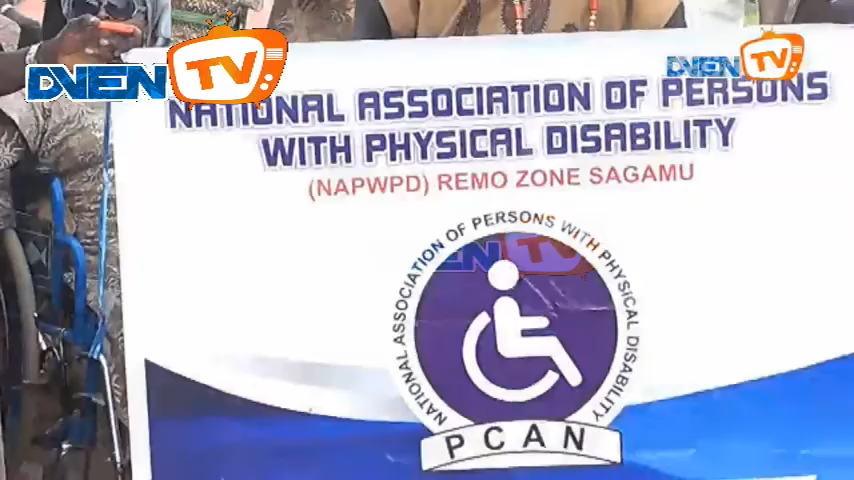 DVEN TV
DVEN TV
NATIONAL ASSOCIATION OF PERSONS
WITH PHYSICAL DISABILITY
(NAPWPD) REMO ZONE SAGAMU
NATIONAL ASSOCIATION OF PERSONS WITH PHYSICAL DISABILITY
EN TV
PCAN